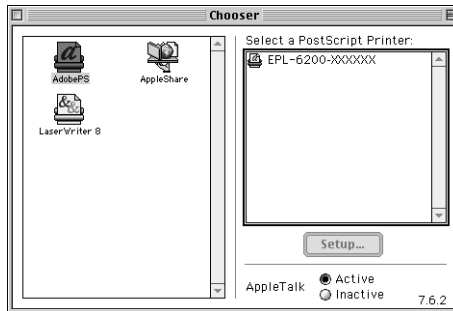 Chooser
Select a PostScript Printer:
AdobePS
AppleShare
EPL-6200-XXXXXX
LaserWriter 8
Setup...
AppleTalk
Active
Inactive
7.6.2